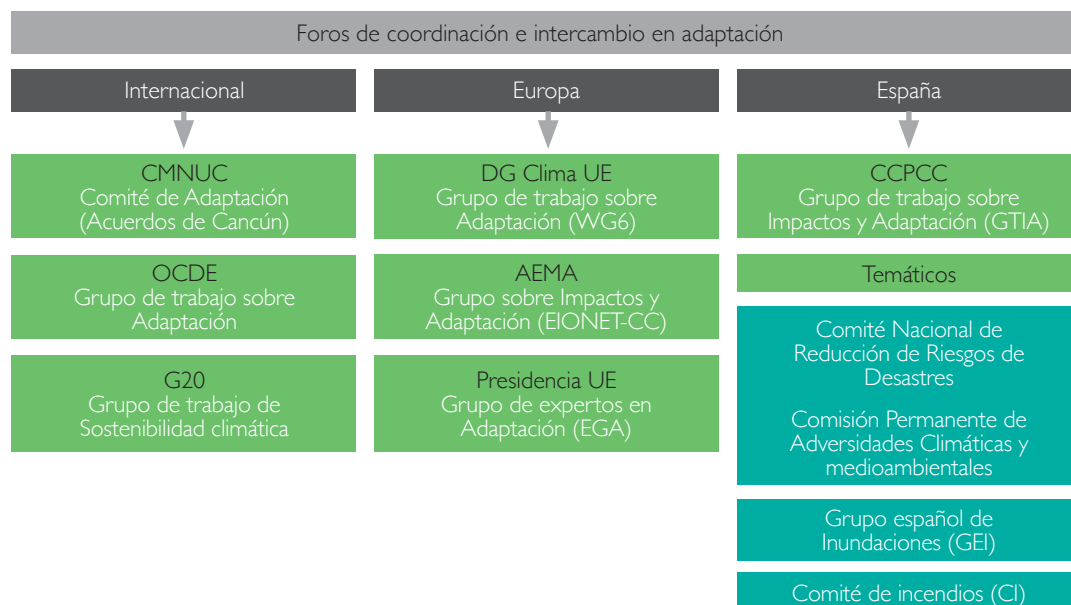 Foros de coordinación e intercambio en adaptación
Internacional
CMNUC
Comité de Adaptación
(Acuerdos de Cancún)
OCDE
Grupo de trabajo sobre
Adaptación
G20
Grupo de trabajo de
Sostenibilidad climática
Europa
DG Clima UE
Grupo de trabajo sobre
Adaptación (WG6)
AEMA
Grupo sobre Impactos y
Adaptación (EIONET-CC)
Presidencia UE
Grupo de expertos en
Adaptación (EGA)
España
CCPCC
Grupo de trabajo sobre
Impactos y Adaptación (GTIA)
Temáticos
Comité Nacional de
Reducción de Riesgos de
Desastres
Comisión Permanente de
Adversidades Climáticas y
medioambientales
Grupo español de
Inundaciones (GEI)
Comité de incendios (CI)